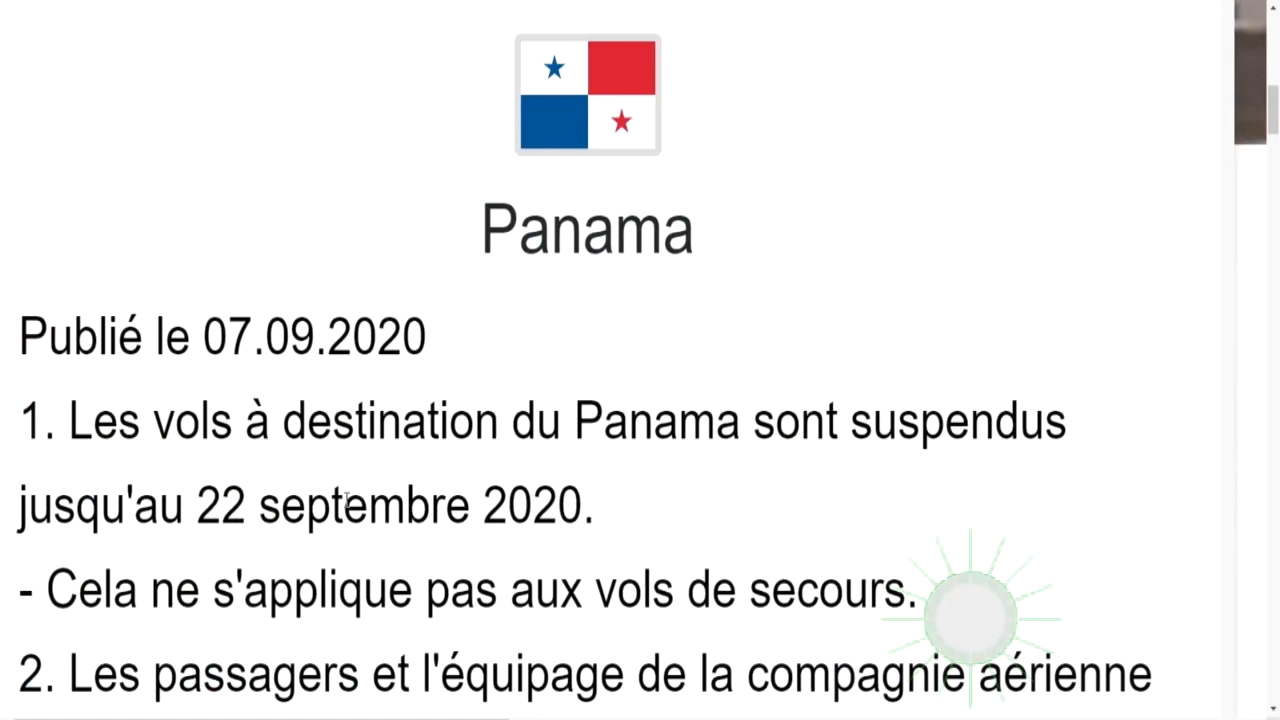 Panama
Publié le 07.09.2020
1. Les vols à destination du Panama sont suspendus
jusqu'au 22 septembre 2020.
- Cela ne s'applique pas aux vols de secours.
2. Les passagers et l'équipage de la compagnie aérienne